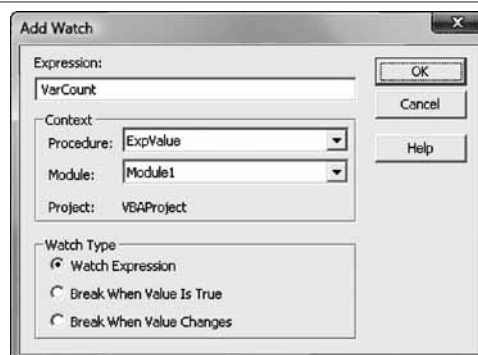 Add Watch
Expression:
VarCount
OK
Cancel
Help
Context
Procedure: ExpValue
Module: Module1
Project: VBAProject
Watch Type
Watch Expression
Break When Value Is True
Break When Value Changes